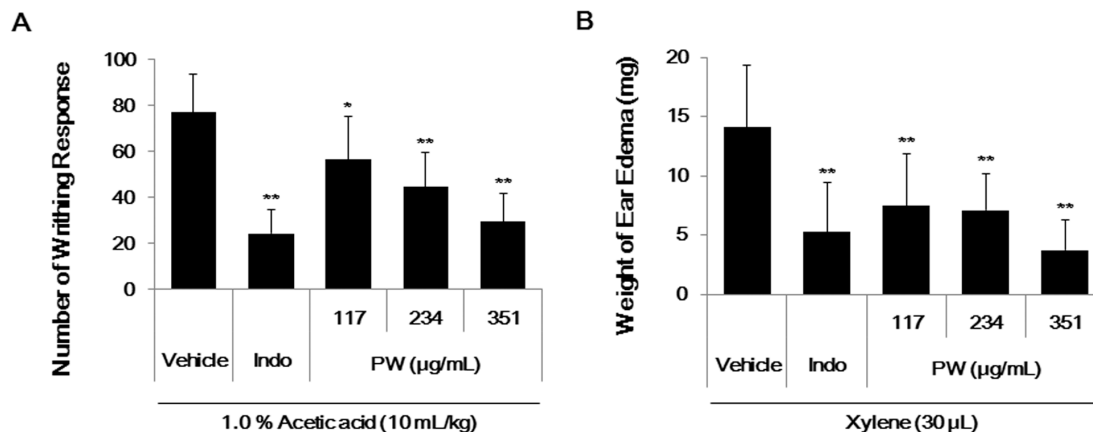 A
Number of Writhing Response
100
80
60
40
20
0
**
*
**
**
117 234 351
Vehicle Indo PW (µg/mL)
1.0 % Acetic acid (10 mL/kg)
B
Weight of Ear Edema (mg)
20
15
10
5
0
**
**
**
**
117 234 351
Vehicle Indo PW (µg/mL)
Xylene (30 µL)